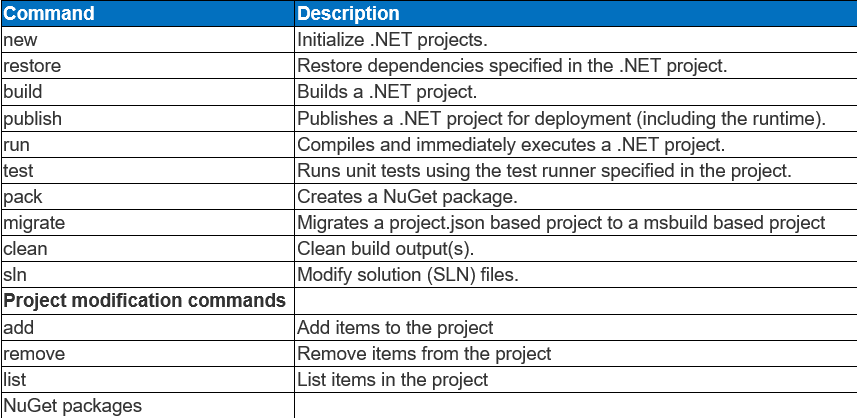 Command Description
new Initialize .NET projects.
restore Restore dependencies specified in the .NET project.
build Builds a .NET project.
publish Publishes a .NET project for deployment (including the runtime).
run Compiles and immediately executes a .NET project.
test Runs unit tests using the test runner specified in the project.
pack Creates a NuGet package.
migrate Migrates a project.json based project to a msbuild based project
clean Clean build output(s).
sln Modify solution (SLN) files.
Project modification commands
add Add items to the project
remove Remove items from the project
list List items in the project
NuGet packages